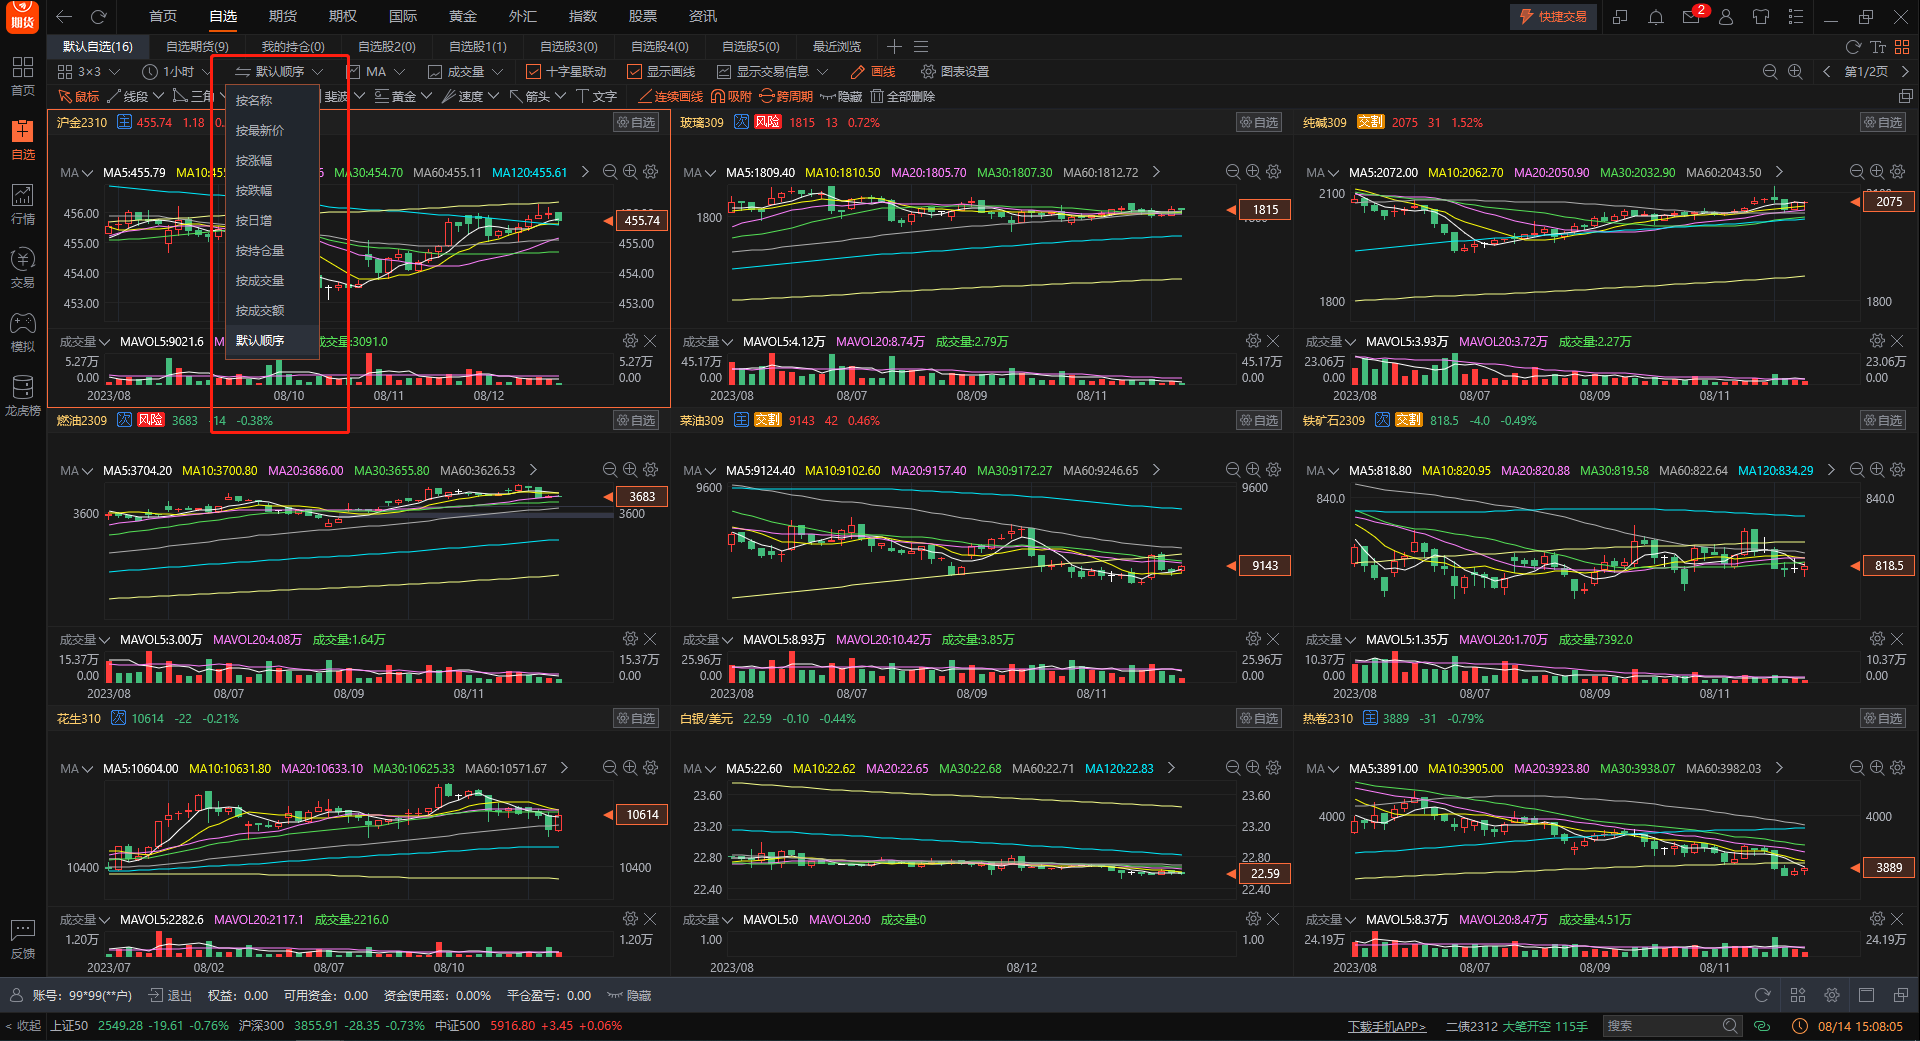 期货
首页 自选 期货 期权 国际 黄金 外汇 指数 股票 资讯 快捷交易 2
默认自选(16) 自选期货(9) 我的持仓(0) 自选股2(0) 自选股1(1) 自选股3(0) 自选股4(0) 自选股5(0) 最近浏览 Tт
3×3 1小时 默认顺序 MA 成交量 十字星联动 显示画线 显示交易信息 画线 图表设置 第1/2页
鼠标 线段 三角 斐波 黄金 速度 箭头 文字 连续画线 吸附 跨周期 隐藏 全部删除
首页
自选
行情
交易
模拟
龙虎榜
反馈
按名称
按最新价
按涨幅
按跌幅
按日增
按持仓量
按成交量
按成交额
默认顺序
沪金2310 主 455.74 1.18 0. 自选
MA MA5:455.79 MA10:455 6 MA30:454.70 MA60:455.11 MA120:455.61
456.00 455.00 454.00 453.00
455.74
455.00 454.00 453.00
成交量 MAVOL5:9021.6 成交量:3091.0
5.27万 5.27万
0.00 0.00
2023/08 08/10 08/11 08/12
玻璃309 次 风险 1815 13 0.72% 自选
MA MA5:1809.40 MA10:1810.50 MA20:1805.70 MA30:1807.30 MA60:1812.72
1800 1815 1800
成交量 MAVOL5:4.12万 MAVOL20:8.74万 成交量:2.79万
45.17万 45.17万
0.00 0.00
2023/08 08/07 08/09 08/11
纯碱309 交割 2075 31 1.52% 自选
MA MA5:2072.00 MA10:2062.70 MA20:2050.90 MA30:2032.90 MA60:2043.50
2100 2100
2075
1800 1800
成交量 MAVOL5:3.93万 MAVOL20:3.72万 成交量:2.27万
23.06万 23.06万
0.00 0.00
2023/08 08/07 08/09 08/11
燃油2309 次 风险 3683 -14 -0.38% 自选
MA MA5:3704.20 MA10:3700.80 MA20:3686.00 MA30:3655.80 MA60:3626.53
3683
3600 3600
成交量 MAVOL5:3.00万 MAVOL20:4.08万 成交量:1.64万
15.37万 15.37万
0.00 0.00
2023/08 08/07 08/09 08/11
菜油309 主 交割 9143 42 0.46% 自选
MA MA5:9124.40 MA10:9102.60 MA20:9157.40 MA30:9172.27 MA60:9246.65
9600 9600
9143
成交量 MAVOL5:8.93万 MAVOL20:10.42万 成交量:3.85万
25.96万 25.96万
0.00 0.00
2023/08 08/07 08/09 08/11
铁矿石2309 次 交割 818.5 -4.0 -0.49% 自选
MA MA5:818.80 MA10:820.95 MA20:820.88 MA30:819.58 MA60:822.64 MA120:834.29
840.0 840.0
818.5
成交量 MAVOL5:1.35万 MAVOL20:1.70万 成交量:7392.0
10.37万 10.37万
0.00 0.00
2023/08 08/07 08/09 08/11
花生310 次 10614 -22 -0.21% 自选
MA MA5:10604.00 MA10:10631.80 MA20:10633.10 MA30:10625.33 MA60:10571.67
10614
10400 10400
成交量 MAVOL5:2282.6 MAVOL20:2117.1 成交量:2216.0
1.20万 1.20万
2023/07 08/02 08/07 08/10
白银/美元 22.59 -0.10 -0.44% 自选
MA MA5:22.60 MA10:22.62 MA20:22.65 MA30:22.68 MA60:22.71 MA120:22.83
23.60 23.60
23.20 23.20
22.80 22.80
22.59
22.40 22.40
成交量 MAVOL5:0 MAVOL20:0 成交量:0
1.00 1.00
2023/08 08/12
热卷2310 主 3889 -31 -0.79% 自选
MA MA5:3891.00 MA10:3905.00 MA20:3923.80 MA30:3938.07 MA60:3982.03
4000 4000
3889
成交量 MAVOL5:8.37万 MAVOL20:8.47万 成交量:4.51万
24.19万 24.19万
2023/08 08/07 08/09 08/11
账号: 99*99(**户) 退出 权益: 0.00 可用资金: 0.00 资金使用率: 0.00% 平仓盈亏: 0.00 隐藏
< 收起 上证50 2549.28 -19.61 -0.76% 沪深300 3855.91 -28.35 -0.73% 中证500 5916.80 +3.45 +0.06% 下载手机APP> 二债2312 大笔开空 115手 搜索 08/14 15:08:05